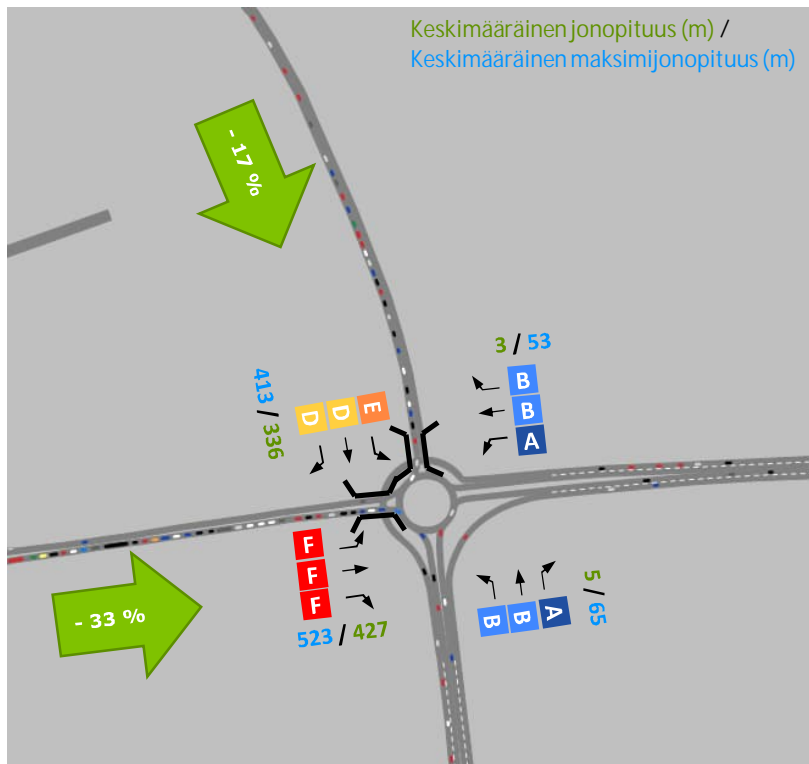 Keskimääräinen jonopituus (m) /
Keskimääräinen maksimijonopituus (m)
- 17 %
3 / 53
B
B
A
413 / 336
D D E
F
F
F
523 / 427
- 33 %
B B A
5 / 65